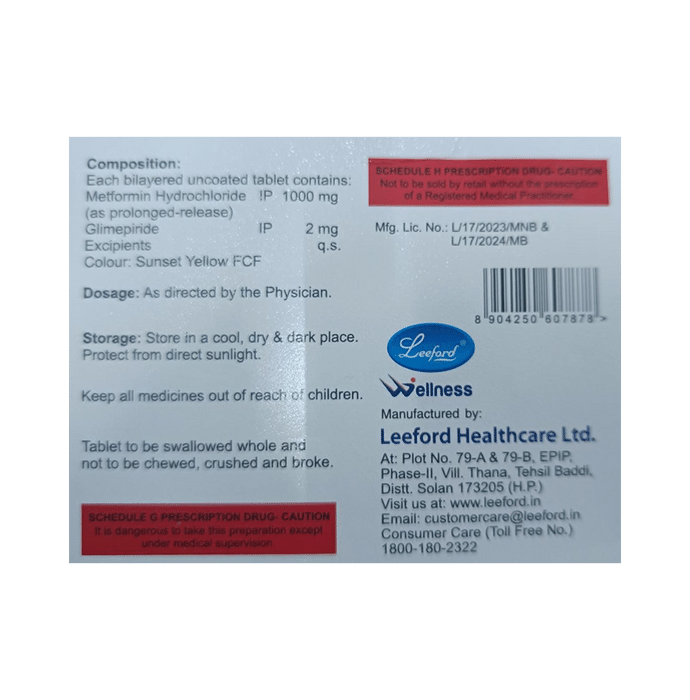 Composition:
Each bilayered uncoated tablet contains:
Metformin Hydrochloride IP 1000 mg
(as prolonged-release)
Glimepiride IP 2 mg
Excipients q.s.
Colour: Sunset Yellow FCF
Dosage: As directed by the Physician.
Storage: Store in a cool, dry & dark place.
Protect from direct sunlight.
Keep all medicines out of reach of children.
Tablet to be swallowed whole and
not to be chewed, crushed and broke.
SCHEDULE G PRESCRIPTION DRUG- CAUTION
It is dangerous to take this preparation except
under medical supervision
SCHEDULE H PRESCRIPTION DRUG- CAUTION
Not to be sold by retail without the prescription
of a Registered Medical Practitioner.
Mfg. Lic. No.: L/17/2023/MNB &
L/17/2024/MB
8 904250 607878 >
Leeford®
Wellness
Manufactured by:
Leeford Healthcare Ltd.
At: Plot No. 79-A & 79-B, EPIP,
Phase-II, Vill. Thana, Tehsil Baddi,
Distt. Solan 173205 (H.P.)
Visit us at: www.leeford.in
Email: customercare@leeford.in
Consumer Care (Toll Free No.)
1800-180-2322